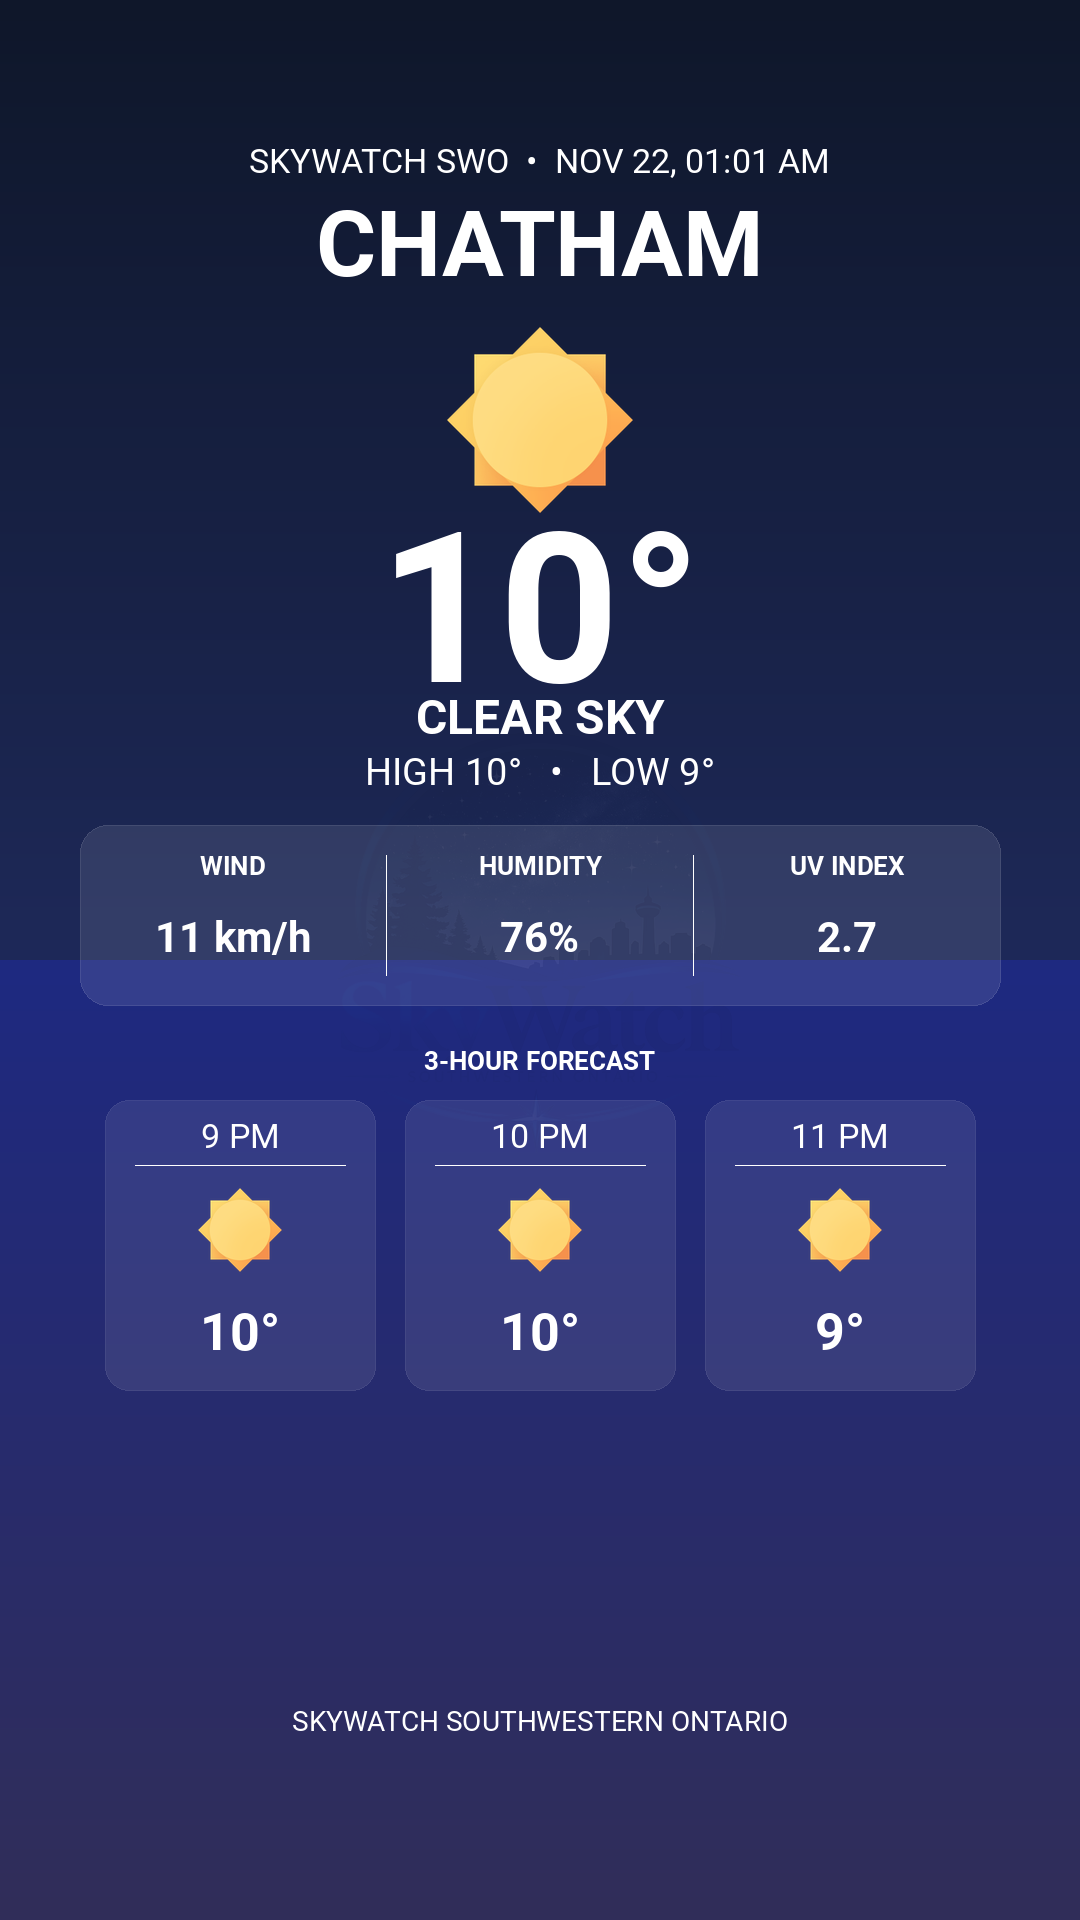 SKYWATCH SWO • NOV 22, 01:01 AM
CHATHAM
10°
CLEAR SKY
HIGH 10° • LOW 9°
WIND HUMIDITY UV INDEX
11 km/h 76% 2.7
SkyWatch
3-HOUR FORECAST
9 PM 10 PM 11 PM
10° 10° 9°
SKYWATCH SOUTHWESTERN ONTARIO